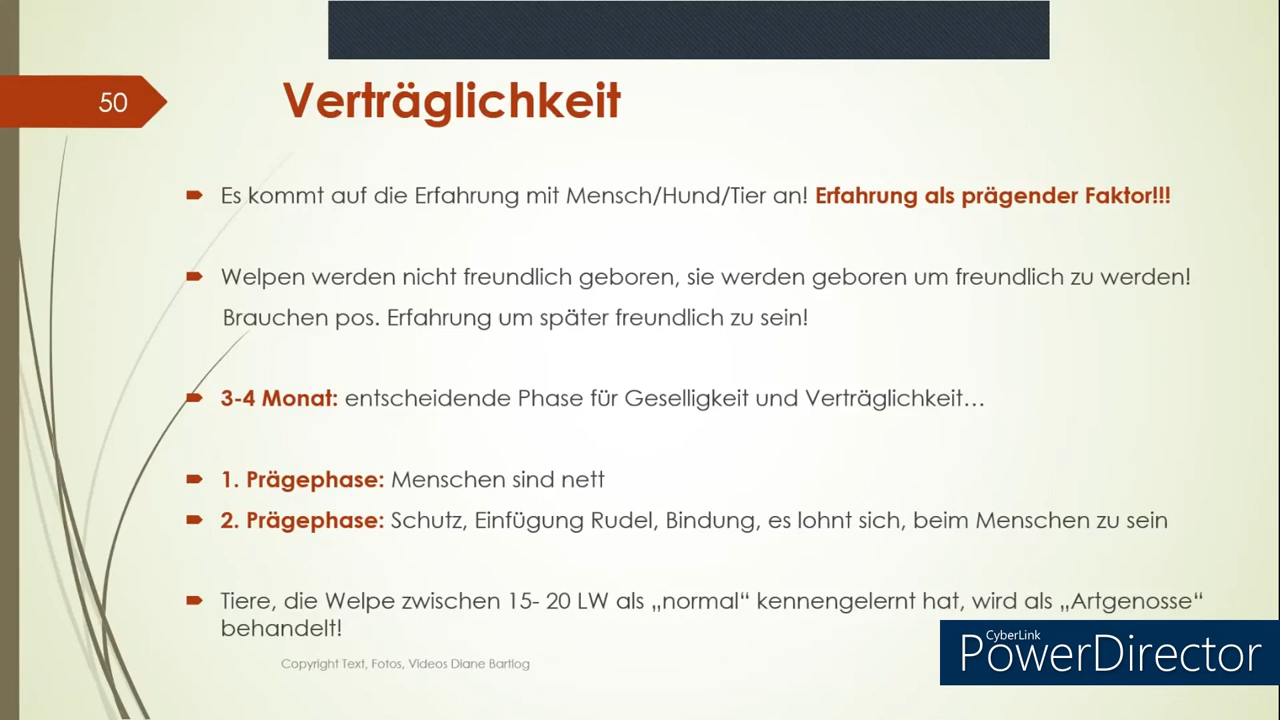 50
Verträglichkeit
Es kommt auf die Erfahrung mit Mensch/Hund/Tier an! Erfahrung als prägender Faktor!!!
Welpen werden nicht freundlich geboren, sie werden geboren um freundlich zu werden!
Brauchen pos. Erfahrung um später freundlich zu sein!
3-4 Monat: entscheidende Phase für Geselligkeit und Verträglichkeit…
1. Prägephase: Menschen sind nett
2. Prägephase: Schutz, Einfügung Rudel, Bindung, es lohnt sich, beim Menschen zu sein
Tiere, die Welpe zwischen 15- 20 LW als „normal“ kennengelernt hat, wird als „Artgenosse“
behandelt!
Copyright Text, Fotos, Videos Diane Bartlog
CyberLink
PowerDirector